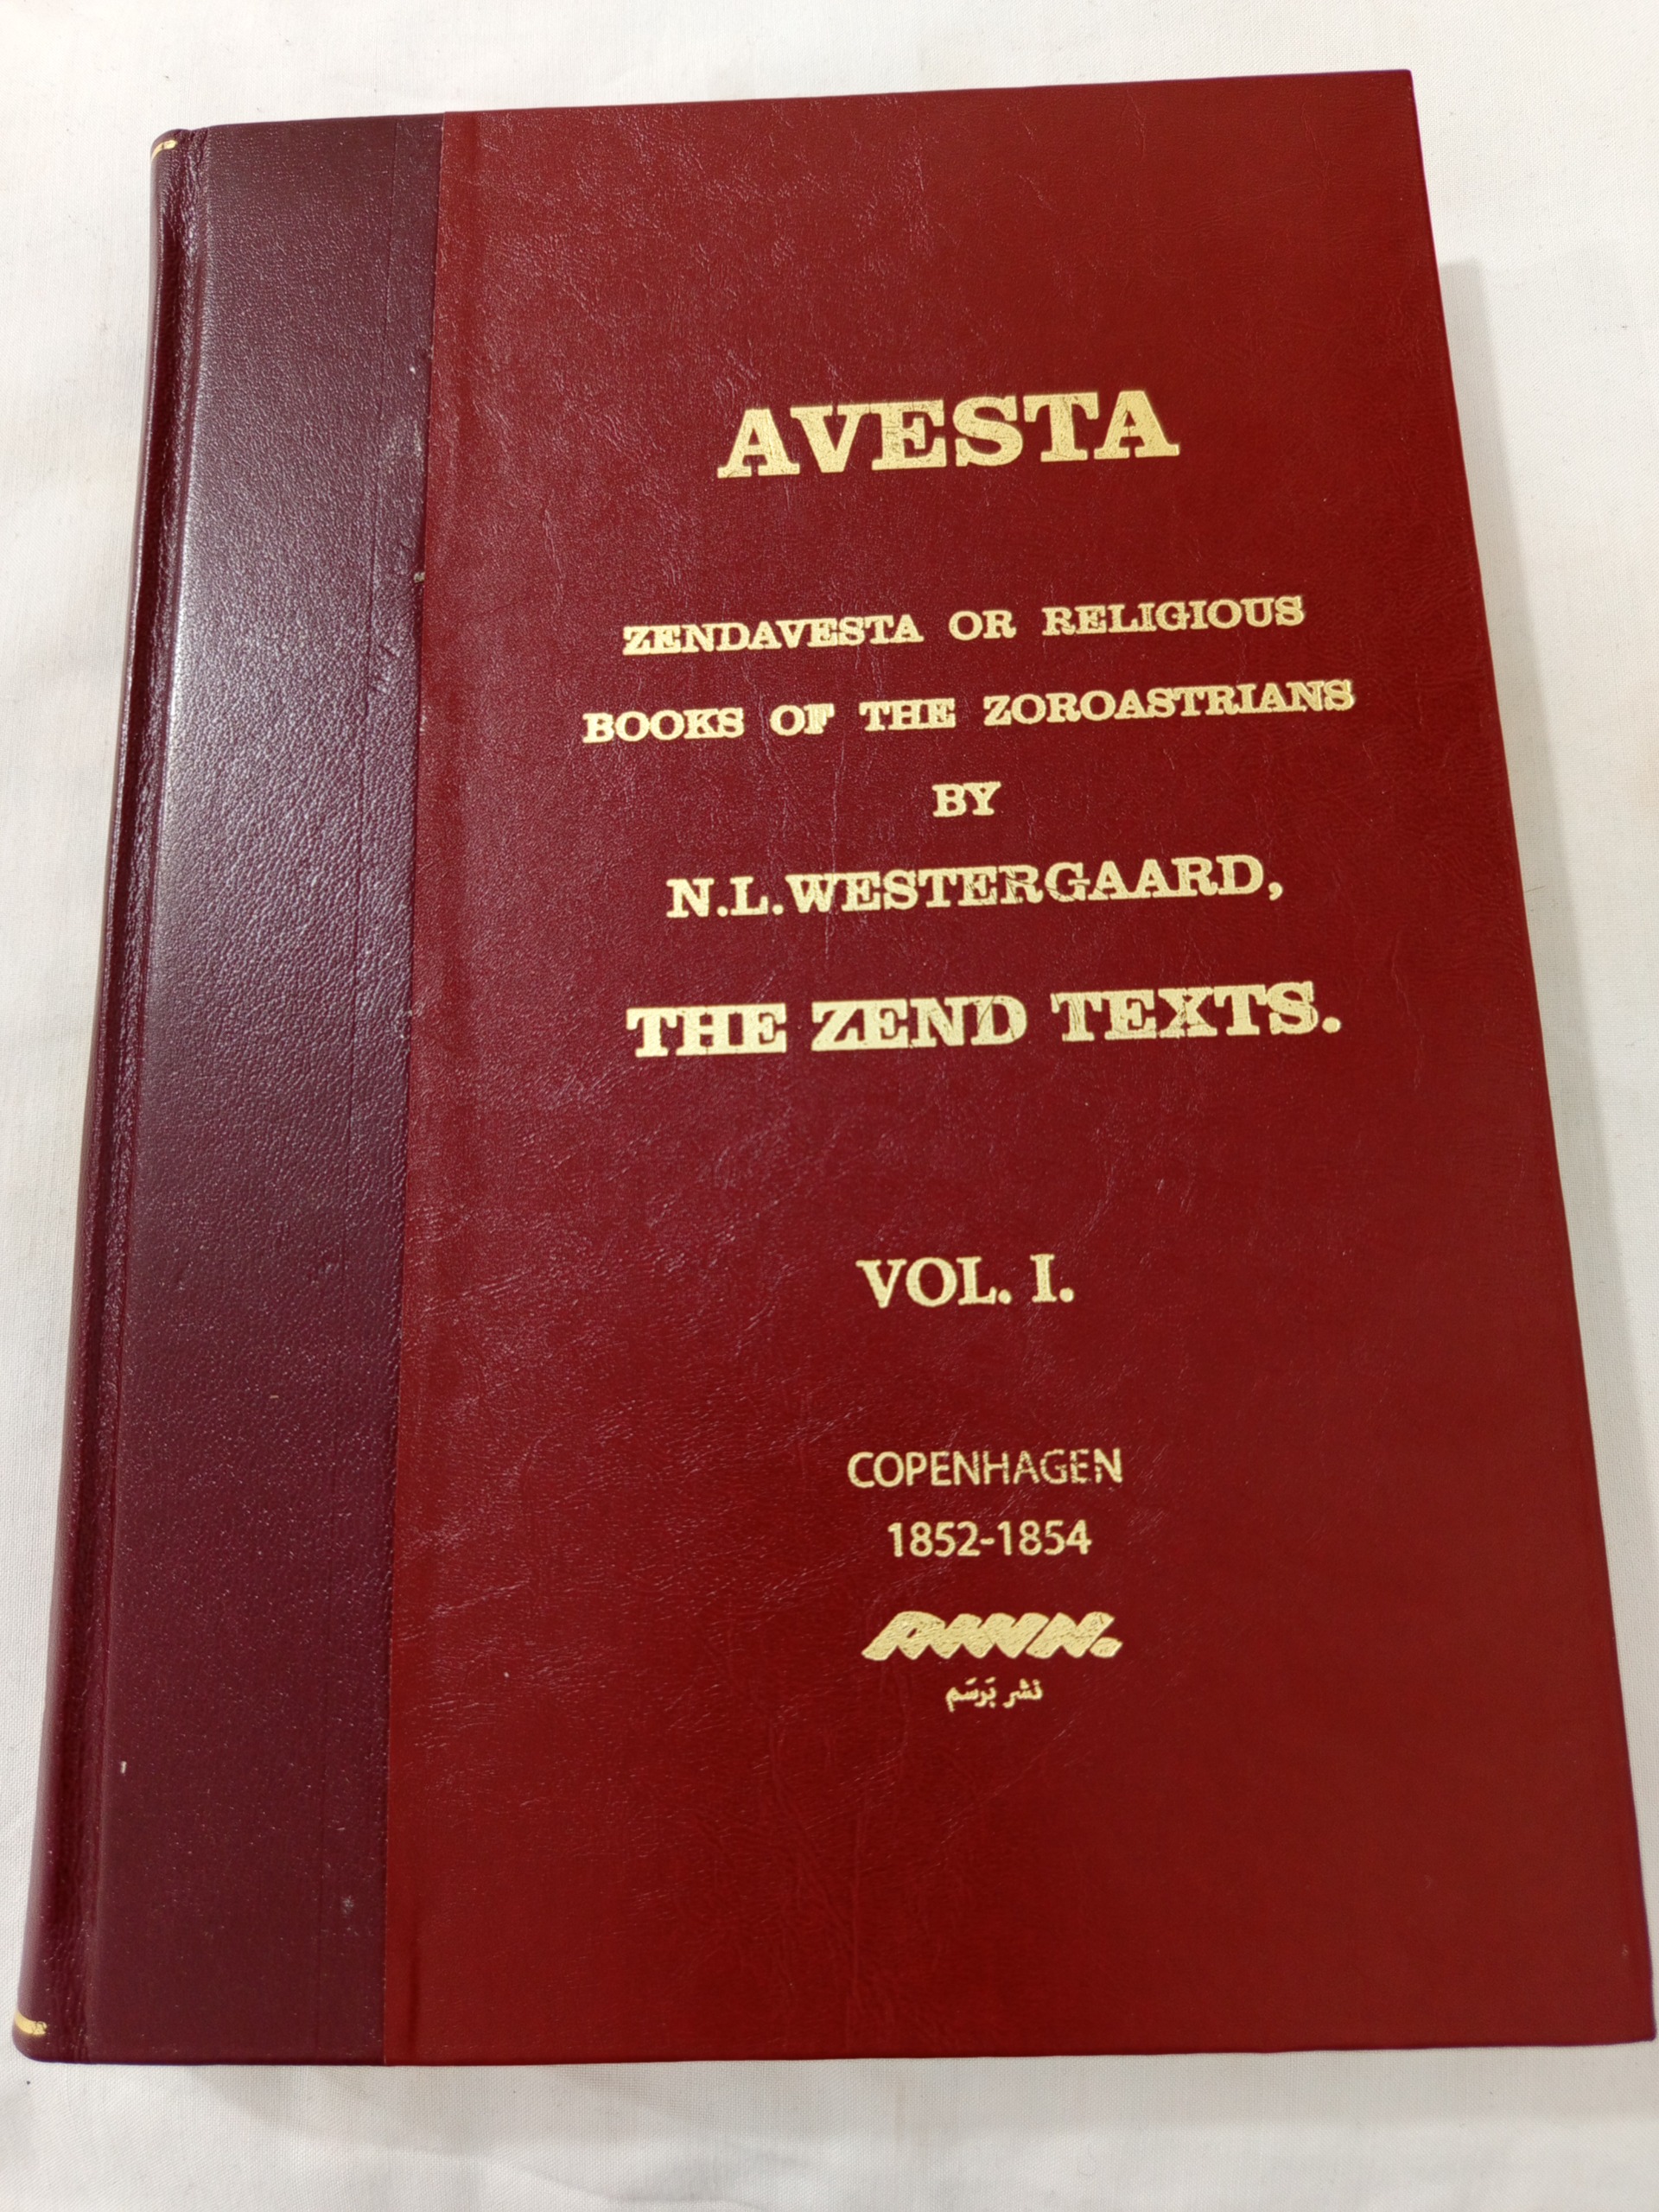 AVESTA
ZENDAVESTA OR RELIGIOUS
BOOKS OF THE ZOROASTRIANS
BY
N.L.WESTERGAARD,
THE ZEND TEXTS.
VOL. I.
COPENHAGEN
1852-1854
نشر بَرسَم